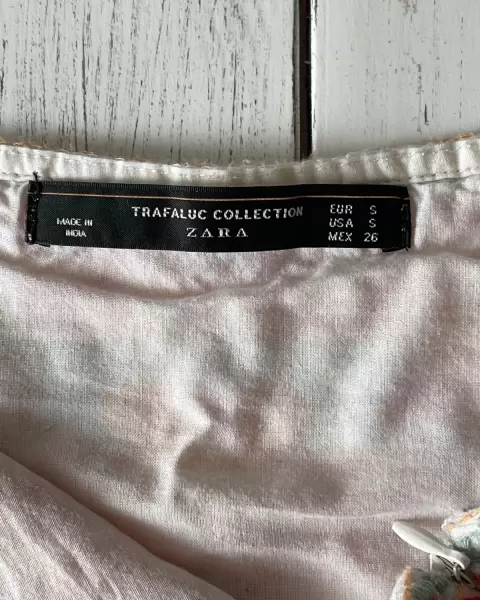 MADE IN
INDIA
TRAFALUC COLLECTION
ZARA
EUR S
USA S
MEX 26